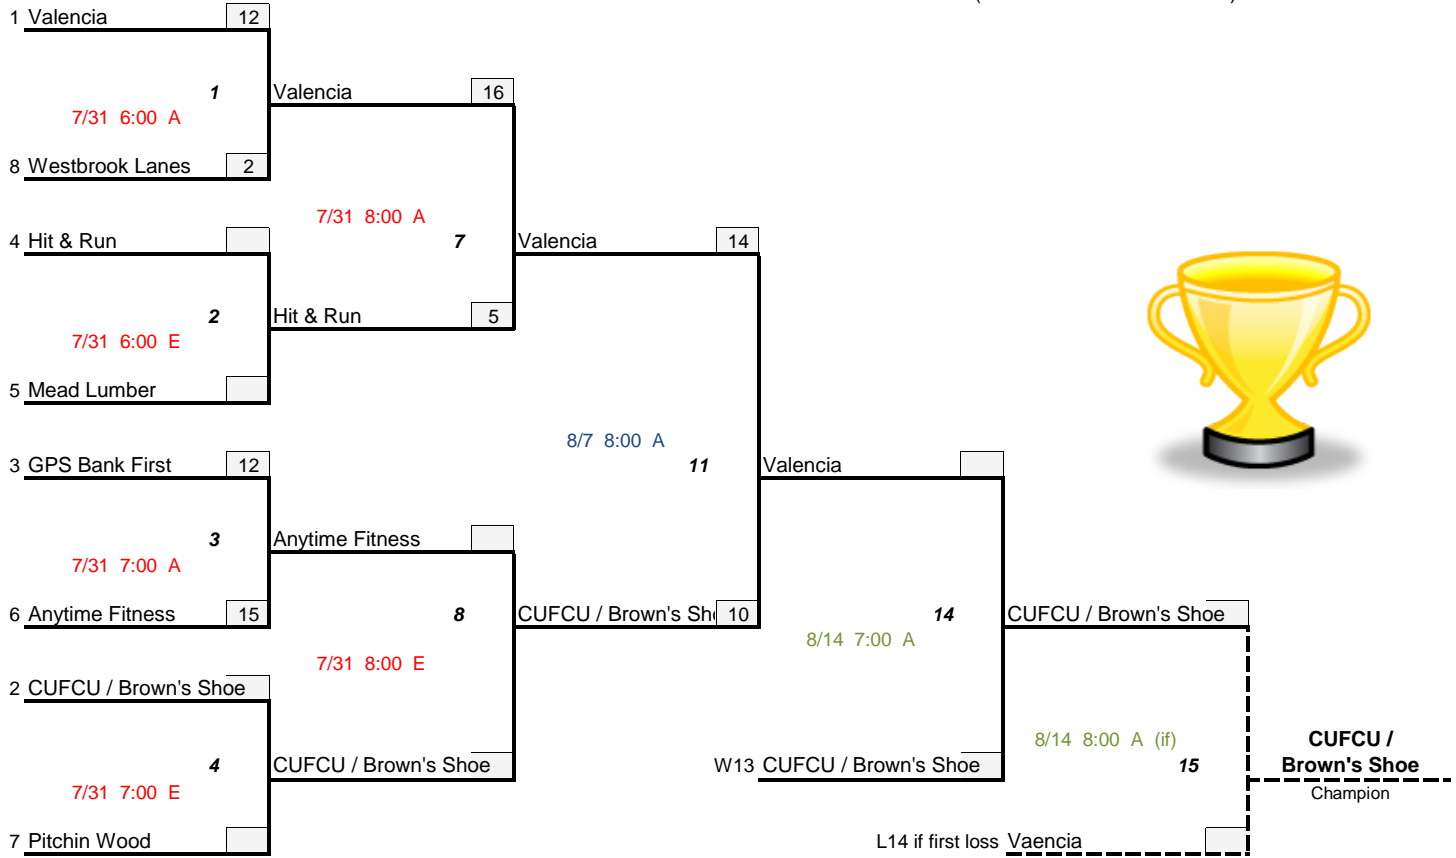 1 Valencia 12
1 Valencia 16
7/31 6:00 A
8 Westbrook Lanes 2
7/31 8:00 A
4 Hit & Run 7 Valencia 14
2 Hit & Run 5
7/31 6:00 E
5 Mead Lumber
8/7 8:00 A
3 GPS Bank First 12 11 Valencia
3 Anytime Fitness
7/31 7:00 A
6 Anytime Fitness 15 8 CUFCU / Brown's Sh 10 14 CUFCU / Brown's Shoe
8/14 7:00 A
7/31 8:00 E
2 CUFCU / Brown's Shoe
8/14 8:00 A (if) CUFCU /
4 CUFCU / Brown's Shoe W13 CUFCU / Brown's Shoe 15 Brown's Shoe
7/31 7:00 E Champion
7 Pitchin Wood L14 if first loss Vaencia